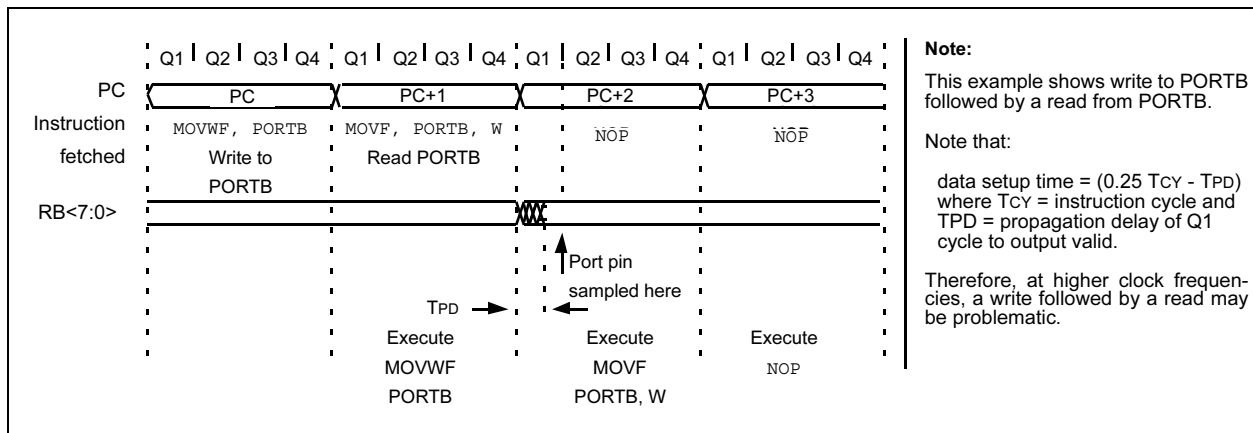 Q1 Q2 Q3 Q4 Q1 Q2 Q3 Q4 Q1 Q2 Q3 Q4 Q1 Q2 Q3 Q4
PC PC PC+1 PC+2 PC+3
Instruction MOVWF, PORTB MOVF, PORTB, W NOP NOP
fetched Write to Read PORTB
PORTB
RB<7:0>
Port pin
sampled here
TPD
Execute Execute Execute
MOVWF MOVF NOP
PORTB PORTB, W
Note:
This example shows write to PORTB
followed by a read from PORTB.
Note that:
data setup time = (0.25 TCY - TPD)
where TCY = instruction cycle and
TPD = propagation delay of Q1
cycle to output valid.
Therefore, at higher clock frequen-
cies, a write followed by a read may
be problematic.